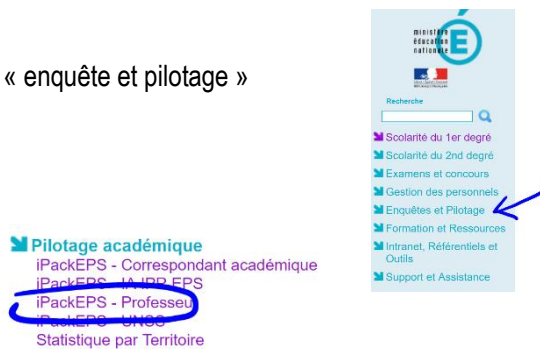 « enquête et pilotage »
ministère
éducation
nationale
Recherche
Scolarité du 1er degré
Scolarité du 2nd degré
Examens et concours
Gestion des personnels
Enquêtes et Pilotage
Formation et Ressources
Intranet, Référentiels et
Outils
Support et Assistance
Pilotage académique
iPackEPS - Correspondant académique
iPackEPS - IA-IPR EPS
iPackEPS - Professeur
iPackEPS - UNSS
Statistique par Territoire